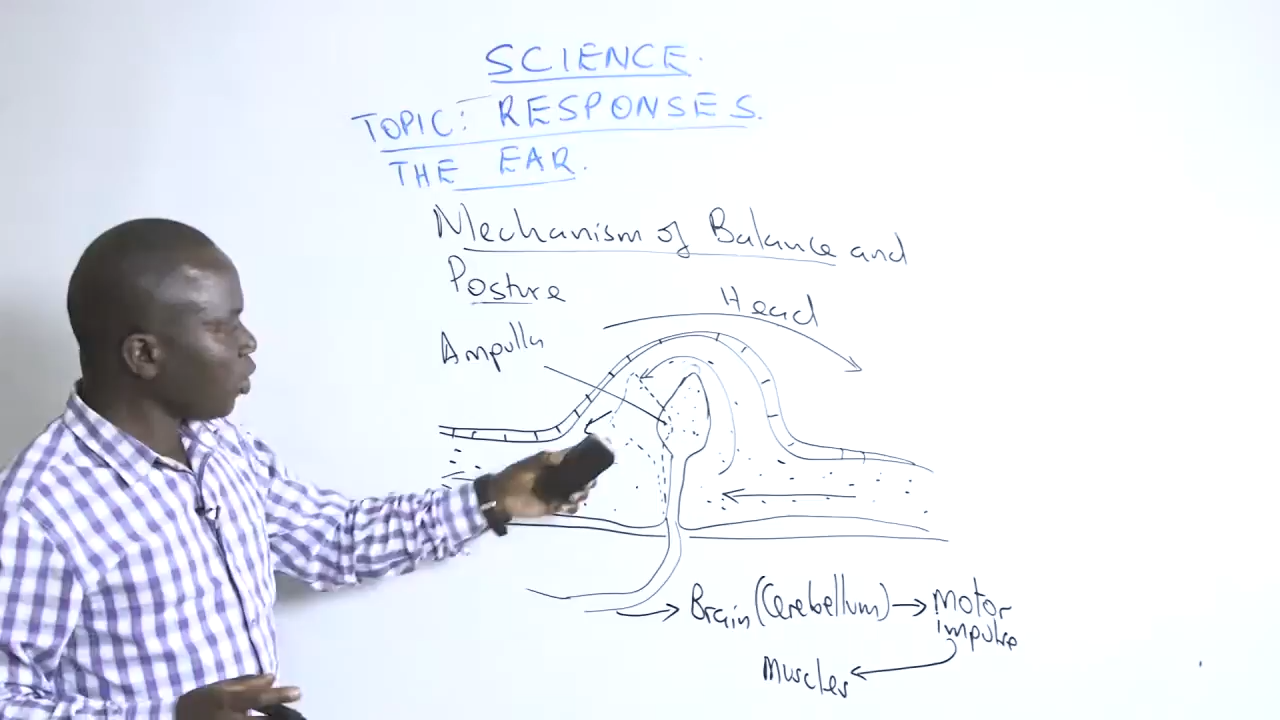 SCIENCE.
TOPIC: RESPONSES.
THE EAR.
Mechanism of Balance and
Posture
Head
Ampulla
Brain (Cerebellum) → Motor
impulse
Muscles